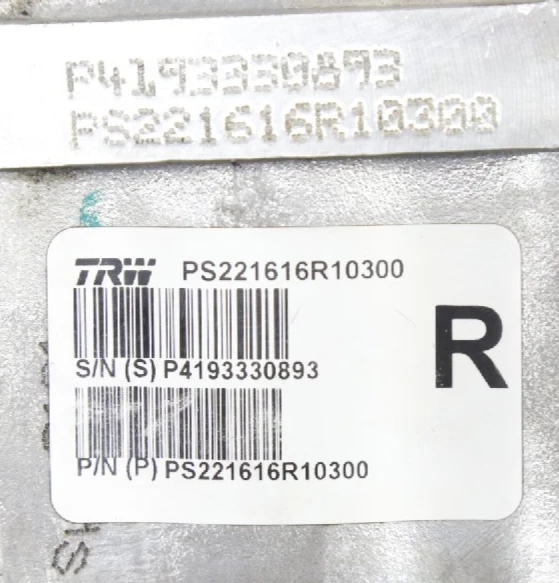 P4193330893
PS221616R10300
TRW PS221616R10300
S/N (S) P4193330893
R
P/N (P) PS221616R10300